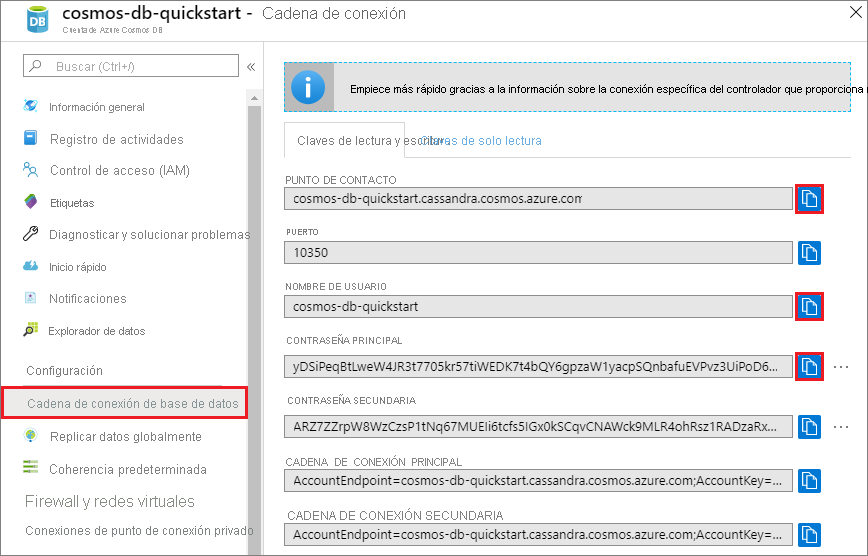 cosmos-db-quickstart - Cadena de conexión
Cuenta de Azure Cosmos DB
Buscar (Ctrl+/)
Información general
Registro de actividades
Control de acceso (IAM)
Etiquetas
Diagnosticar y solucionar problemas
Inicio rápido
Notificaciones
Explorador de datos
Configuración
Cadena de conexión de base de datos
Replicar datos globalmente
Coherencia predeterminada
Firewall y redes virtuales
Conexiones de punto de conexión privado
Empiece más rápido gracias a la información sobre la conexión específica del controlador que proporciona
Claves de lectura y escritura
Claves de solo lectura
PUNTO DE CONTACTO
cosmos-db-quickstart.cassandra.cosmos.azure.com
PUERTO
10350
NOMBRE DE USUARIO
cosmos-db-quickstart
CONTRASEÑA PRINCIPAL
yDSiPeqBtLweW4JR3t7705kr57tiWEDK7t4bQY6gpzaW1yacpSQnbafuEVPvz3UiPoD6...
CONTRASEÑA SECUNDARIA
ARZ7ZZrpW8WzCzsP1tNq67MUEIi6tcfs5IGx0kSCqvCNAWck9MLR4ohRsz1RADzaRx...
CADENA DE CONEXIÓN PRINCIPAL
AccountEndpoint=cosmos-db-quickstart.cassandra.cosmos.azure.com;AccountKey=...
CADENA DE CONEXIÓN SECUNDARIA
AccountEndpoint=cosmos-db-quickstart.cassandra.cosmos.azure.com;AccountKey=...